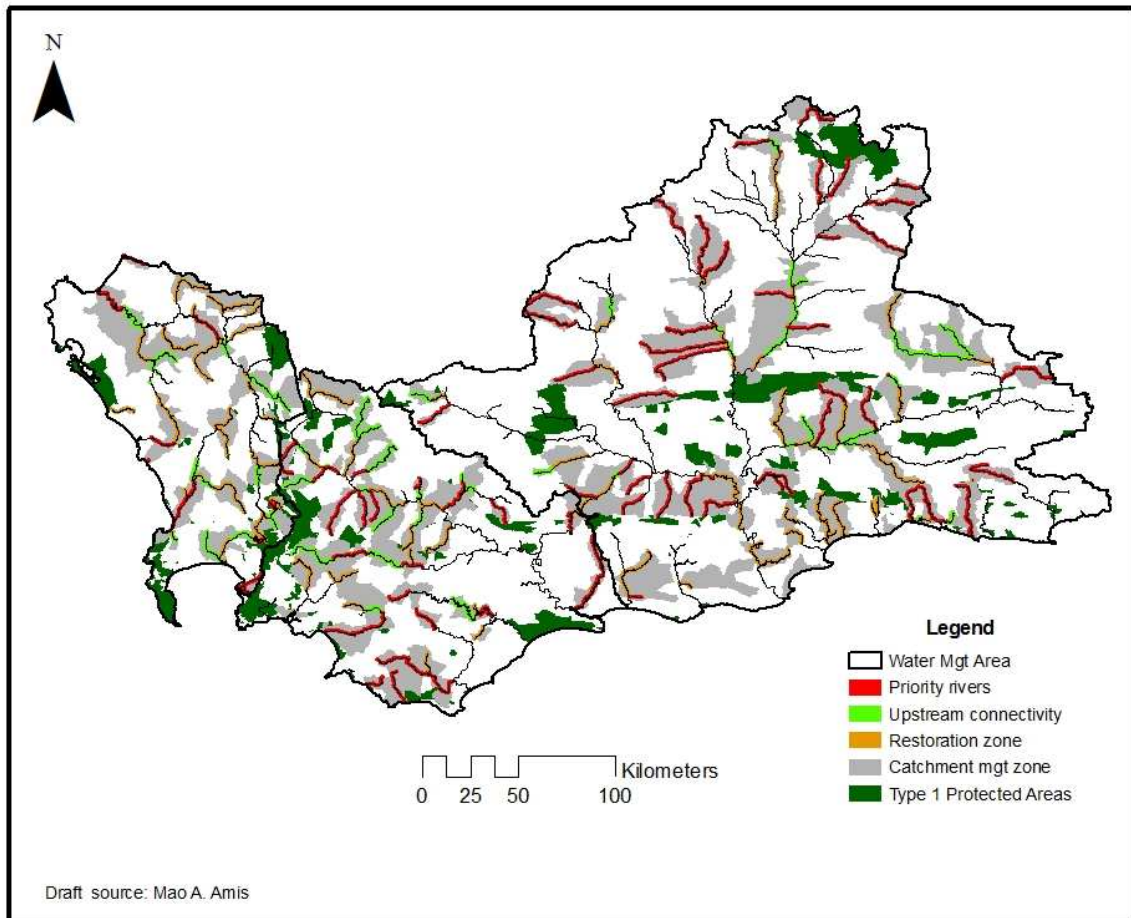 N
Legend
Water Mgt Area
Priority rivers
Upstream connectivity
Restoration zone
Catchment mgt zone
Type 1 Protected Areas
Kilometers
0 25 50 100
Draft source: Mao A. Amis